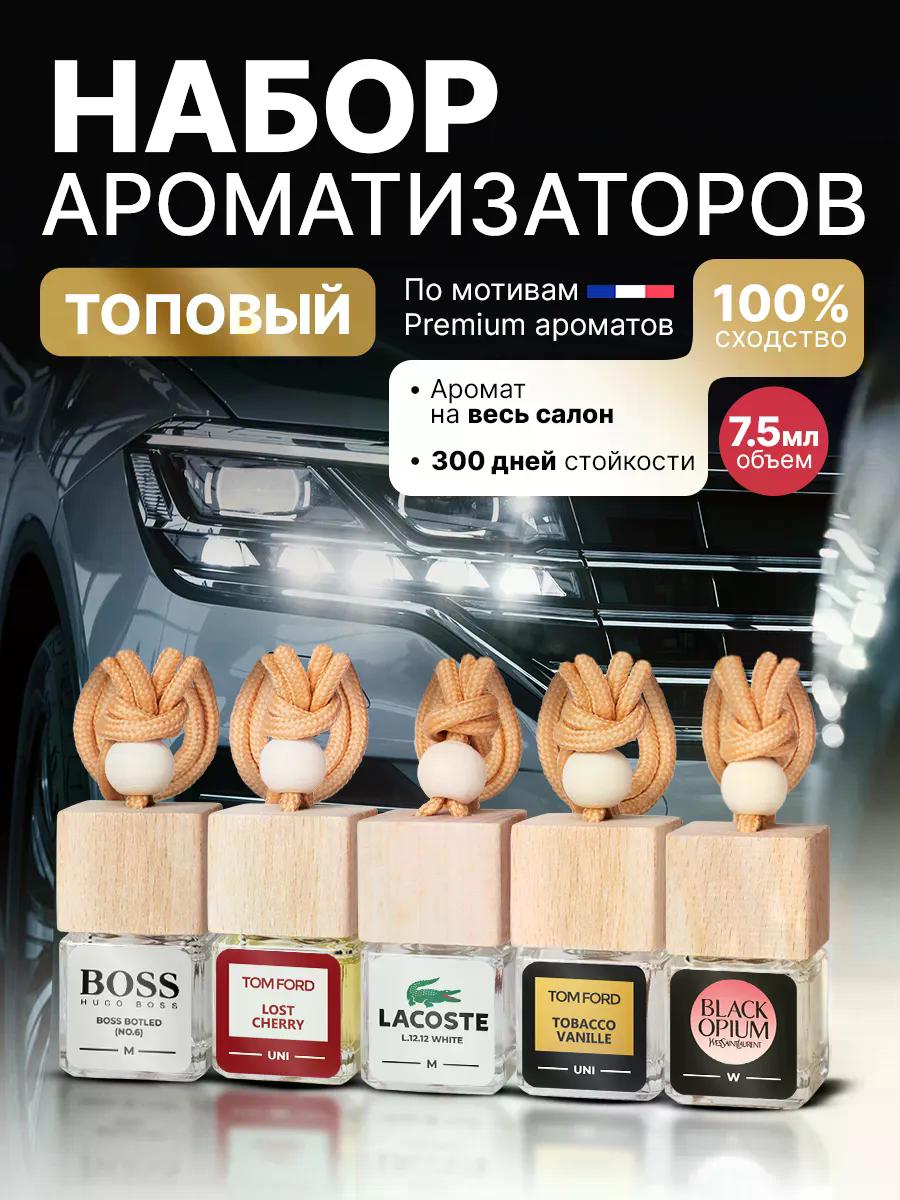 НАБОР
АРОМАТИЗАТОРОВ
ТОПОВЫЙ
По мотивам
Premium ароматов
100%
сходство
• Аромат
на весь салон
• 300 дней стойкости
7.5мл
объем
BOSS
HUGO BOSS
BOSS BOTLED
(NO.6)
M
TOM FORD
LOST
CHERRY
UNI
LACOSTE
L.12.12 WHITE
M
TOM FORD
TOBACCO
VANILLE
UNI
BLACK
OPIUM
YVESSAINTLAURENT
W